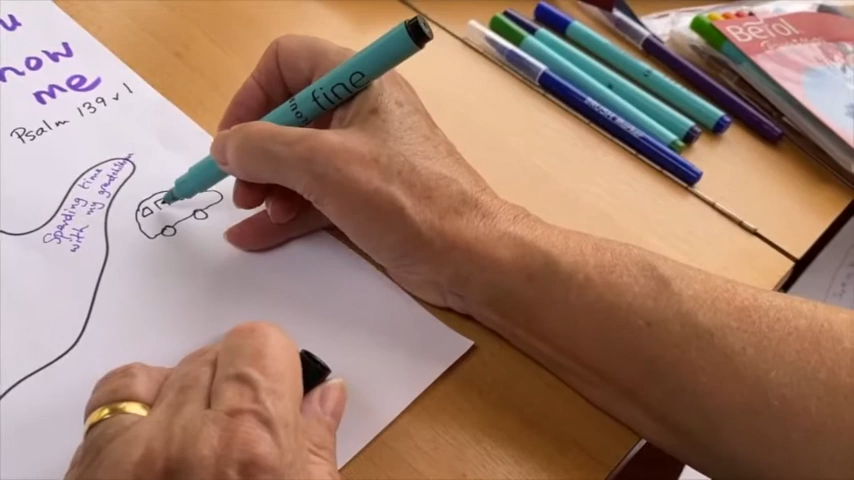 u
now
me
Psalm 139 v 1
Spending time
with my grandchildren
fine
Berol